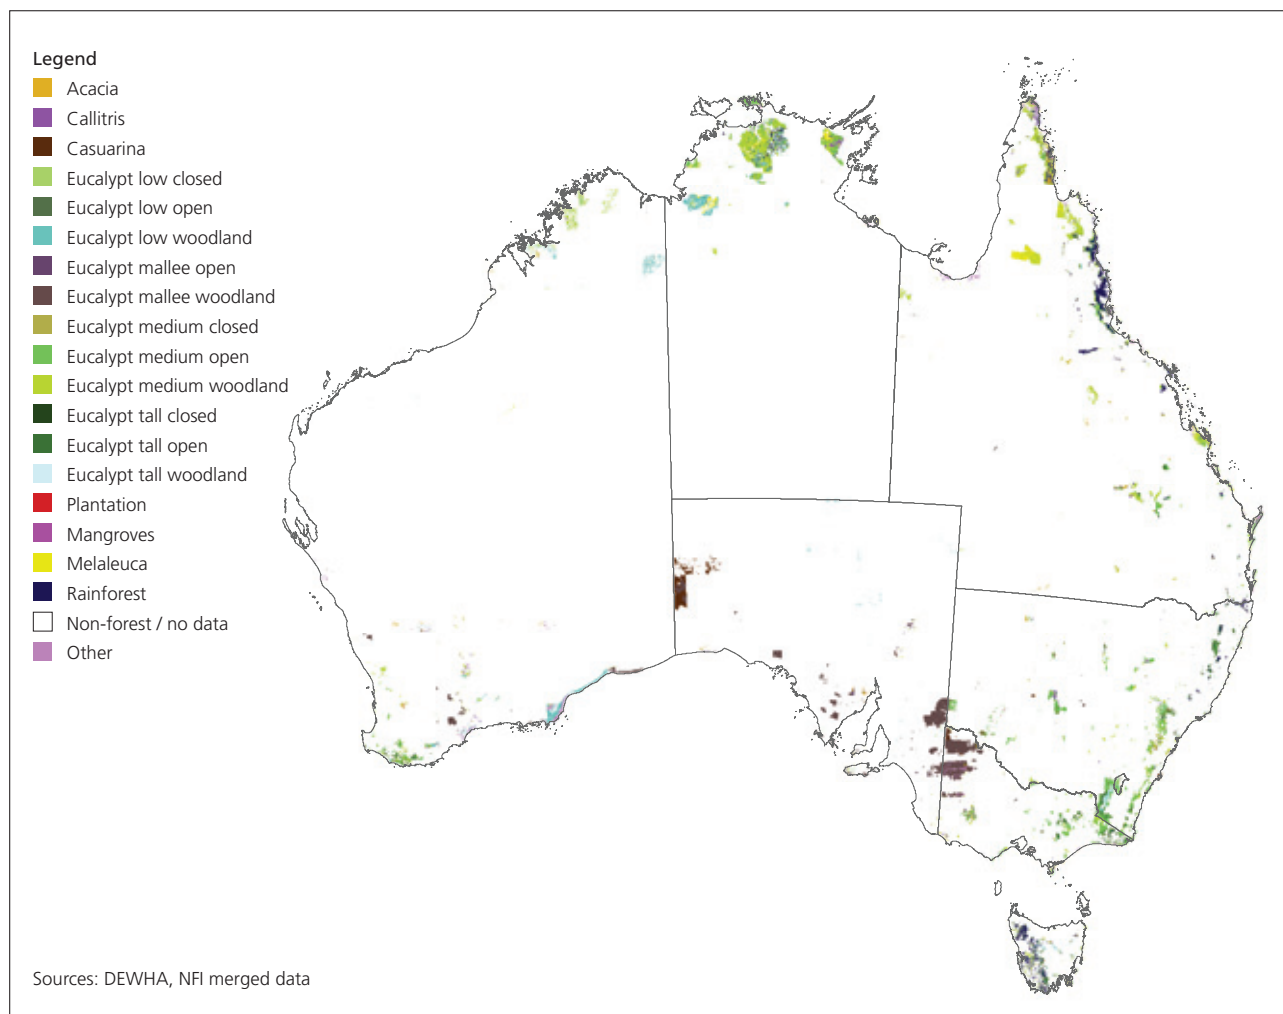 Legend
Acacia
Callitris
Casuarina
Eucalypt low closed
Eucalypt low open
Eucalypt low woodland
Eucalypt mallee open
Eucalypt mallee woodland
Eucalypt medium closed
Eucalypt medium open
Eucalypt medium woodland
Eucalypt tall closed
Eucalypt tall open
Eucalypt tall woodland
Plantation
Mangroves
Melaleuca
Rainforest
Non-forest / no data
Other
Sources: DEWHA, NFI merged data